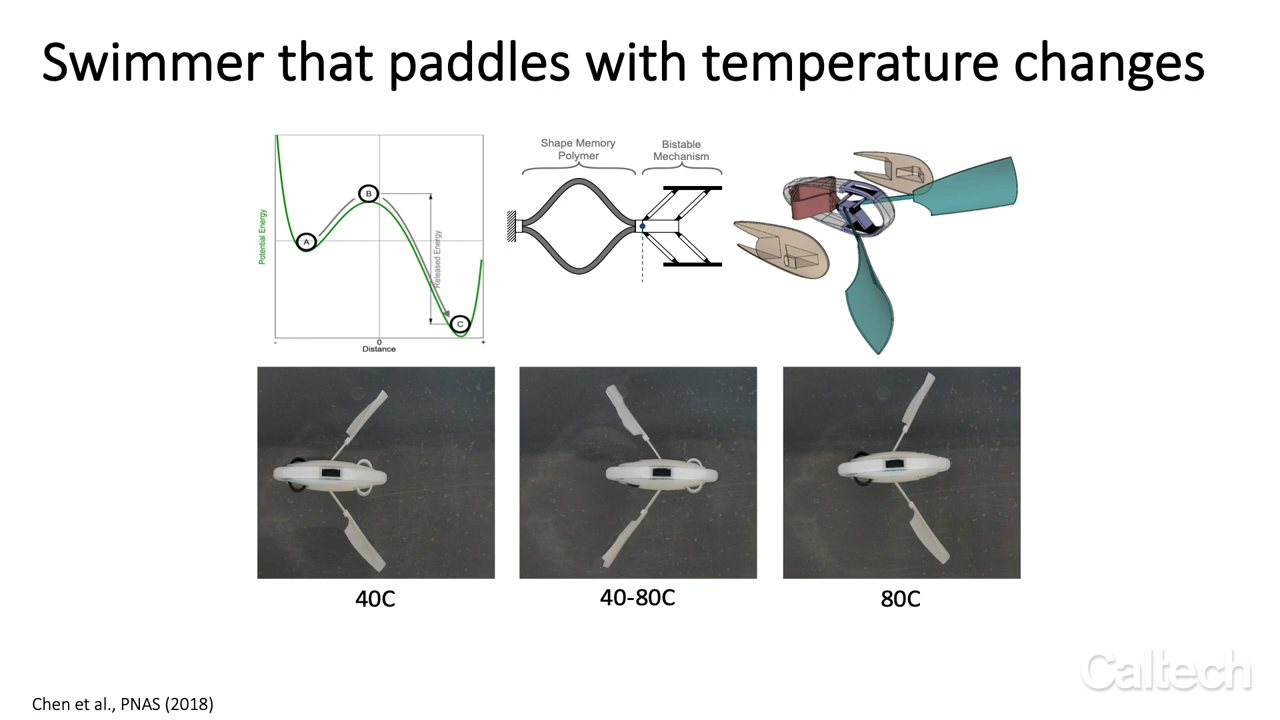 Swimmer that paddles with temperature changes
Potential Energy
A
B
C
Released Energy
-
0
+
Distance
Shape Memory
Polymer
Bistable
Mechanism
40C
40-80C
80C
Caltech
Chen et al., PNAS (2018)